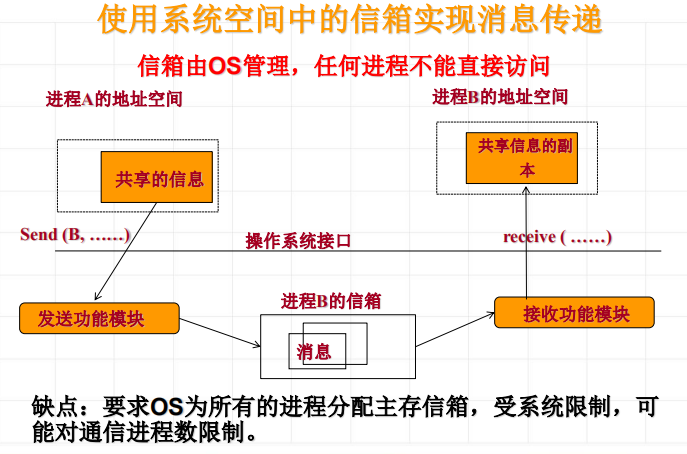 使用系统空间中的信箱实现消息传递
信箱由OS管理，任何进程不能直接访问
进程A的地址空间
进程B的地址空间
共享的信息
共享信息的副
本
Send (B, ……)
操作系统接口
receive ( ……)
进程B的信箱
发送功能模块
接收功能模块
消息
缺点：要求OS为所有的进程分配主存信箱，受系统限制，可
能对通信进程数限制。